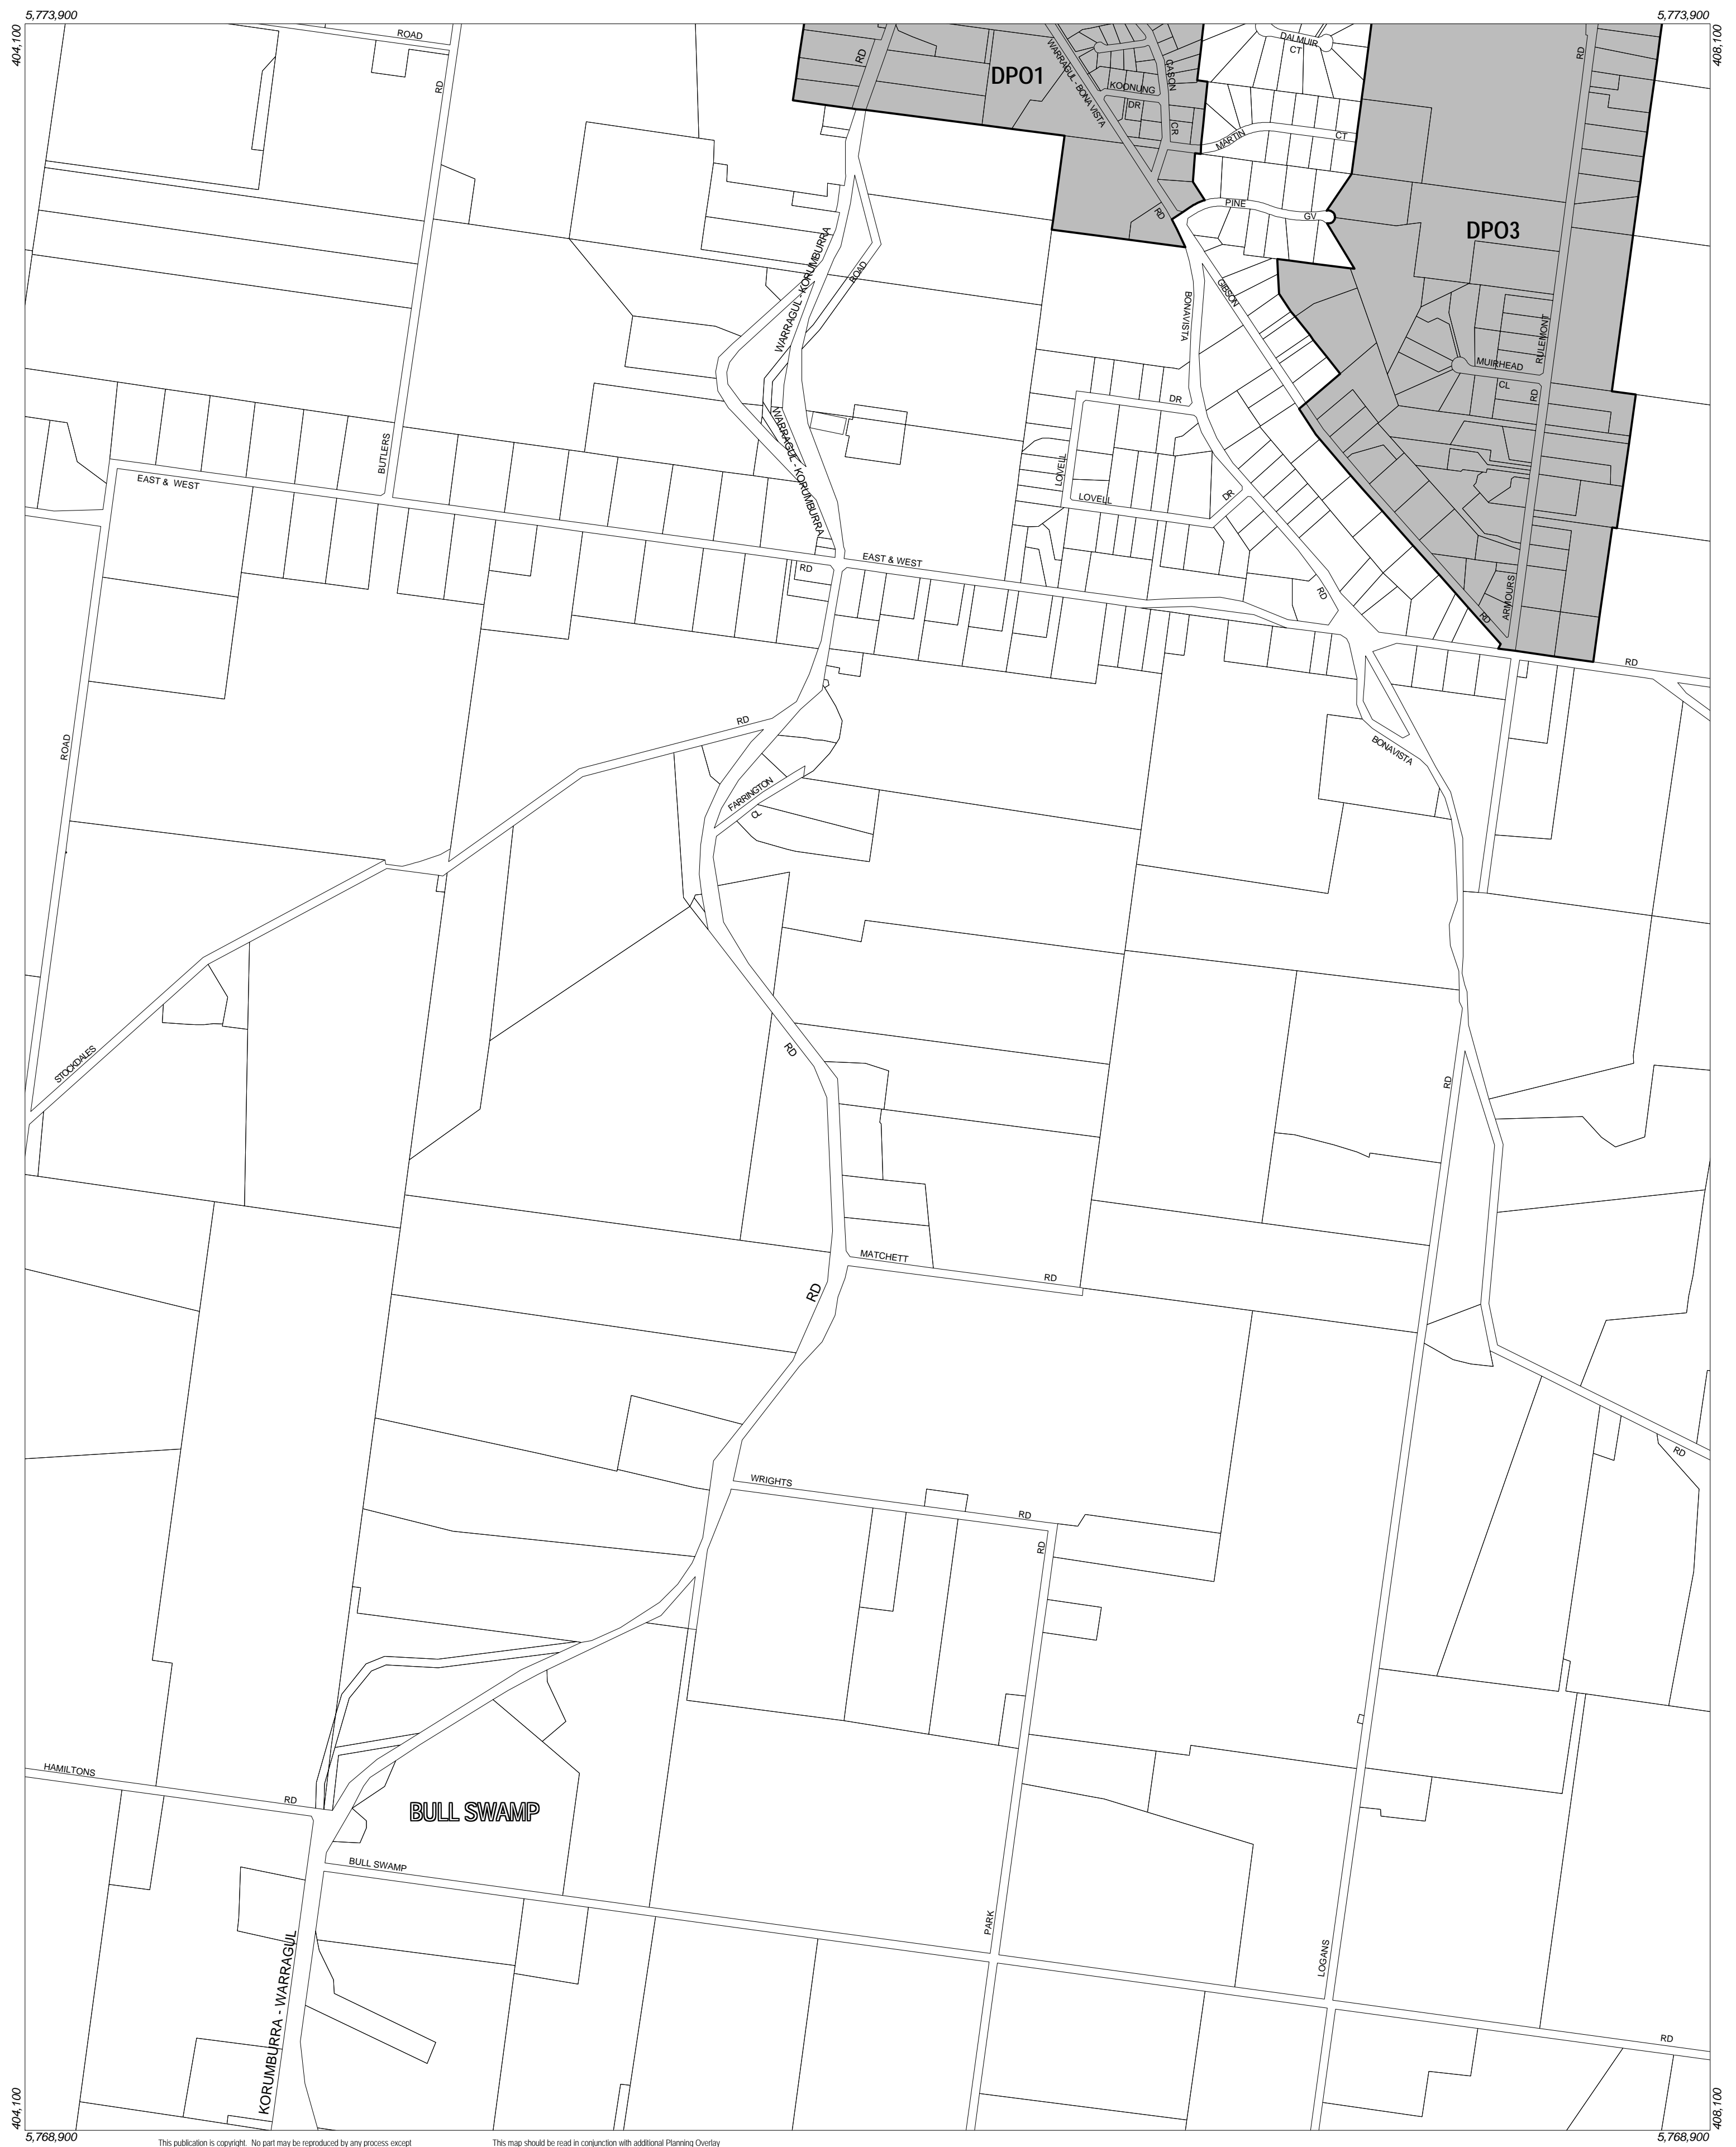 5,773,900
5,773,900
404,100
408,100
ROAD
RD
RD
DPO1
WARRAGUL - BONA VISTA
CASON
CR
KOONUNG
DR
DALMUIR
CT
MARTIN
CT
RD
RD
PINE
GV
DPO3
WARRAGUL - KORUMBURRA
ROAD
BONAVISTA
GIBSON
RULEMONT
RD
MUIRHEAD
CL
DR
LOVELL
LOVELL
DR
WARRAGUL - KORUMBURRA
BUTLERS
EAST & WEST
EAST & WEST
RD
RD
RD
ARMOURS
RD
ROAD
RD
BONAVISTA
FARRINGTON
CL
STOCKDALES
RD
RD
MATCHETT
RD
RD
RD
WRIGHTS
RD
RD
HAMILTONS
RD
BULL SWAMP
BULL SWAMP
PARK
LOGANS
KORUMBURRA - WARRAGUL
RD
404,100
408,100
5,768,900
5,768,900
This publication is copyright. No part may be reproduced by any process except
This map should be read in conjunction with additional Planning Overlay